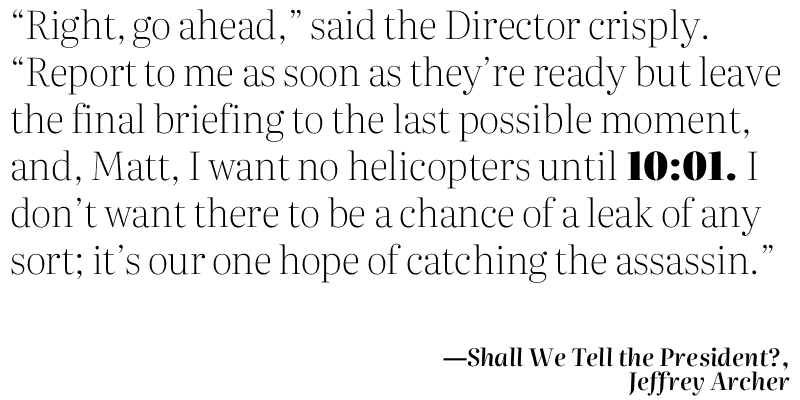 “Right, go ahead,” said the Director crisply.
“Report to me as soon as they’re ready but leave
the final briefing to the last possible moment,
and, Matt, I want no helicopters until 10:01. I
don’t want there to be a chance of a leak of any
sort; it’s our one hope of catching the assassin.”
—Shall We Tell the President?,
Jeffrey Archer